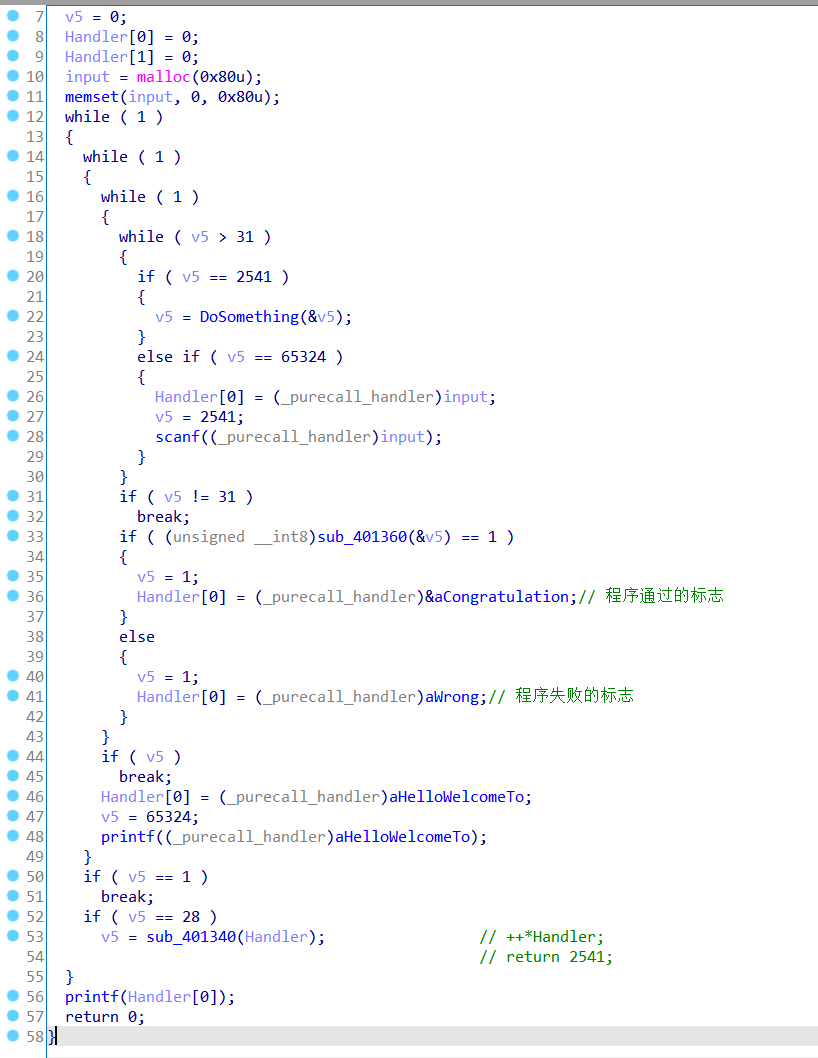 7 v5 = 0;
8 Handler[0] = 0;
9 Handler[1] = 0;
10 input = malloc(0x80u);
11 memset(input, 0, 0x80u);
12 while ( 1 )
13 {
14 while ( 1 )
15 {
16 while ( 1 )
17 {
18 while ( v5 > 31 )
19 {
20 if ( v5 == 2541 )
21 {
22 v5 = DoSomething(&v5);
23 }
24 else if ( v5 == 65324 )
25 {
26 Handler[0] = (_purecall_handler)input;
27 v5 = 2541;
28 scanf((_purecall_handler)input);
29 }
30 }
31 if ( v5 != 31 )
32 break;
33 if ( (unsigned __int8)sub_401360(&v5) == 1 )
34 {
35 v5 = 1;
36 Handler[0] = (_purecall_handler)&aCongratulation;// 程序通过的标志
37 }
38 else
39 {
40 v5 = 1;
41 Handler[0] = (_purecall_handler)aWrong;// 程序失败的标志
42 }
43 }
44 if ( v5 )
45 break;
46 Handler[0] = (_purecall_handler)aHelloWelcomeTo;
47 v5 = 65324;
48 printf((_purecall_handler)aHelloWelcomeTo);
49 }
50 if ( v5 == 1 )
51 break;
52 if ( v5 == 28 )
53 v5 = sub_401340(Handler); // ++*Handler;
54 // return 2541;
55 }
56 printf(Handler[0]);
57 return 0;
58 }